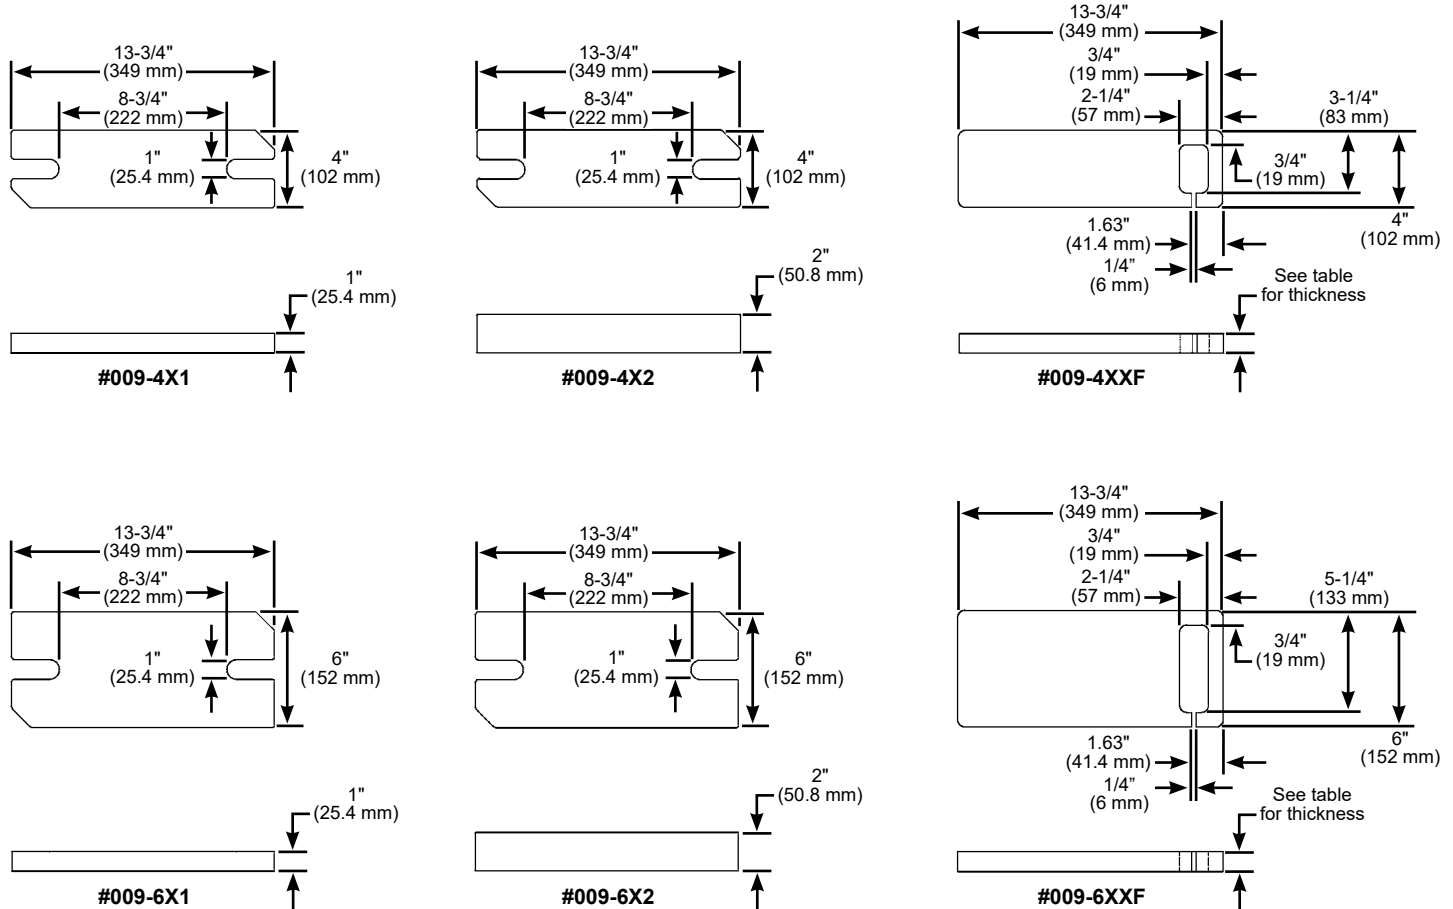 13-3/4"
(349 mm)
8-3/4"
(222 mm)
1"
(25.4 mm)
4"
(102 mm)
1"
(25.4 mm)
#009-4X1
13-3/4"
(349 mm)
8-3/4"
(222 mm)
1"
(25.4 mm)
4"
(102 mm)
2"
(50.8 mm)
#009-4X2
13-3/4"
(349 mm)
3/4"
(19 mm)
2-1/4"
(57 mm)
3-1/4"
(83 mm)
3/4"
(19 mm)
4"
(102 mm)
1.63"
(41.4 mm)
1/4”
(6 mm)
See table
for thickness
#009-4XXF
13-3/4"
(349 mm)
8-3/4"
(222 mm)
1"
(25.4 mm)
6"
(152 mm)
1"
(25.4 mm)
#009-6X1
13-3/4"
(349 mm)
8-3/4"
(222 mm)
1"
(25.4 mm)
6"
(152 mm)
2"
(50.8 mm)
#009-6X2
13-3/4"
(349 mm)
3/4"
(19 mm)
2-1/4"
(57 mm)
5-1/4"
(133 mm)
3/4"
(19 mm)
6"
(152 mm)
1.63"
(41.4 mm)
1/4”
(6 mm)
See table
for thickness
#009-6XXF